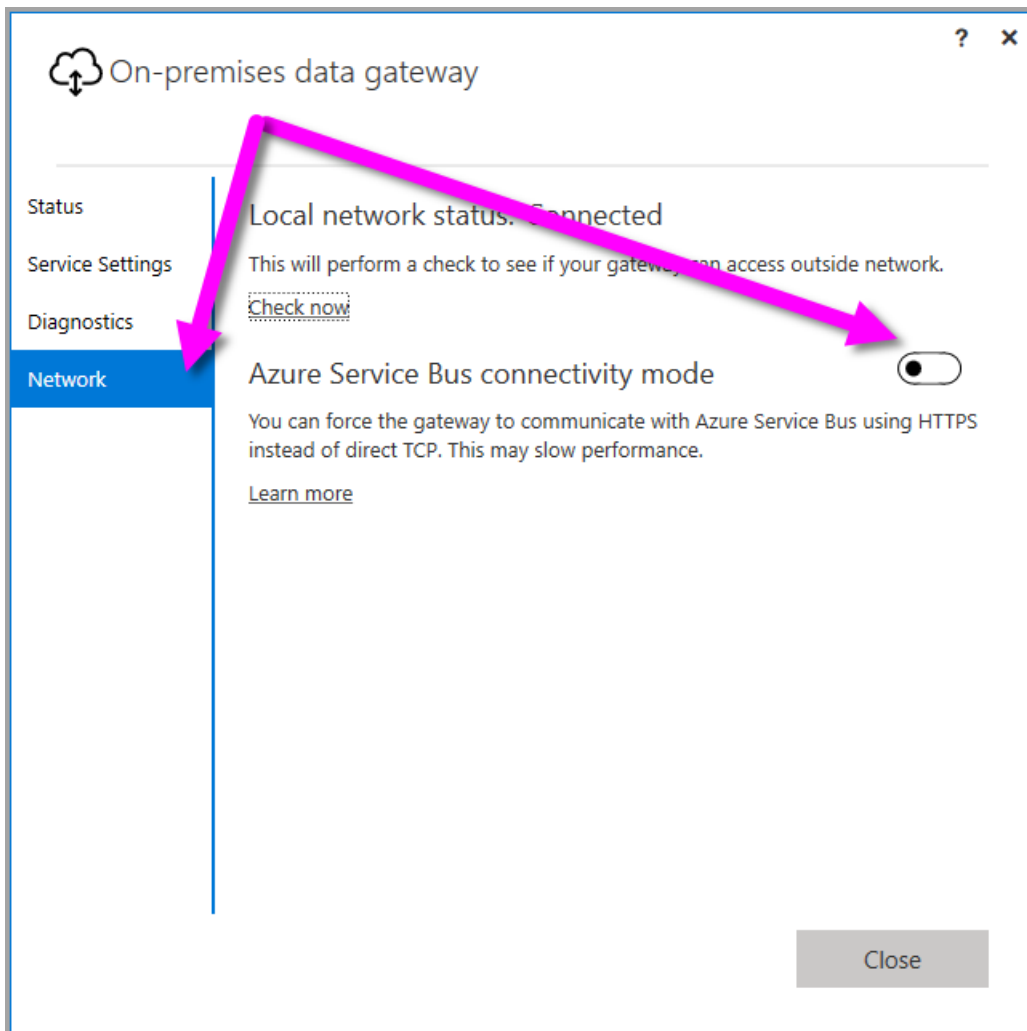 ? ×
On-premises data gateway
Status
Service Settings
Diagnostics
Network
Local network status: Connected
This will perform a check to see if your gateway can access outside network.
Check now
Azure Service Bus connectivity mode
You can force the gateway to communicate with Azure Service Bus using HTTPS
instead of direct TCP. This may slow performance.
Learn more
Close